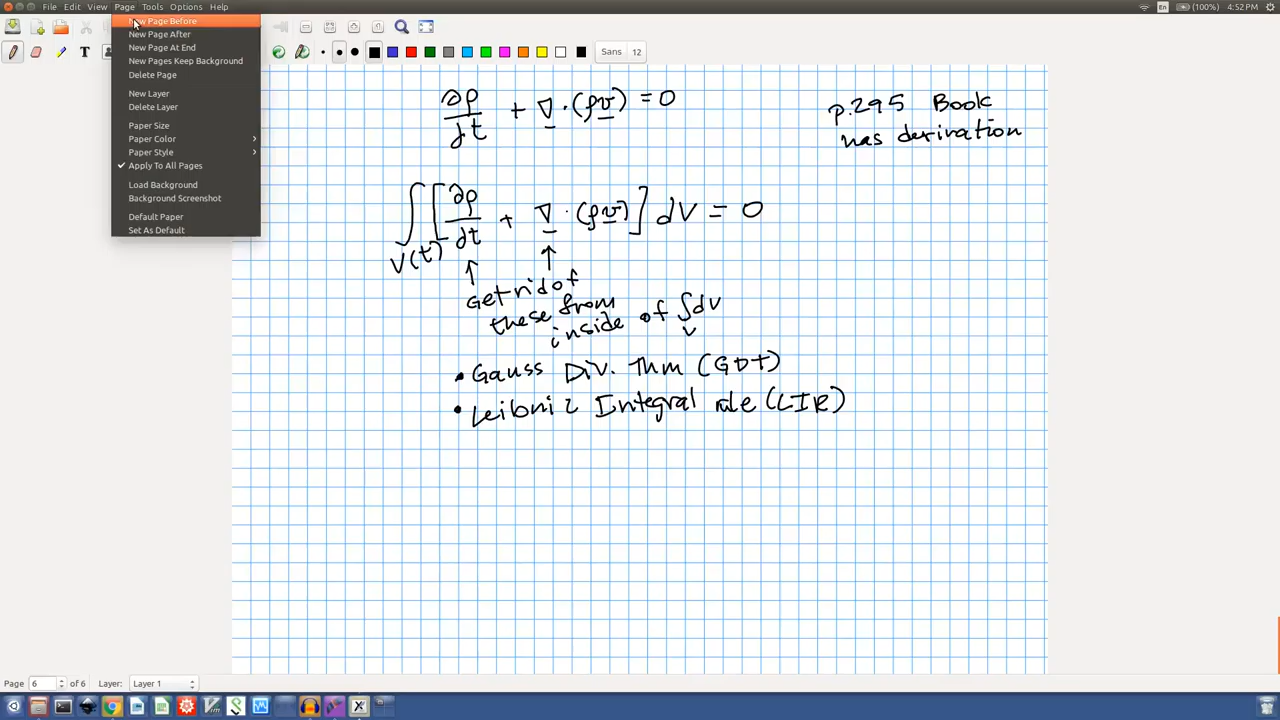 File Edit View Page Tools Options Help
(100%) 4:52 PM
New Page Before
New Page After
New Page At End
New Pages Keep Background
Delete Page
New Layer
Delete Layer
Paper Size
Paper Color
Paper Style
Apply To All Pages
Load Background
Background Screenshot
Default Paper
Set As Default
T
Sans 12
∂ρ/∂t + ∇·(ρv) = 0
p.295 Book
has derivation
∫V(t) [∂ρ/∂t + ∇·(ρv)] dV = 0
Get rid of
these from
inside of ∫dv
v
• Gauss Div. Thm (GDT)
• Leibniz Integral rule (LIR)
Page 6 of 6 Layer: Layer 1